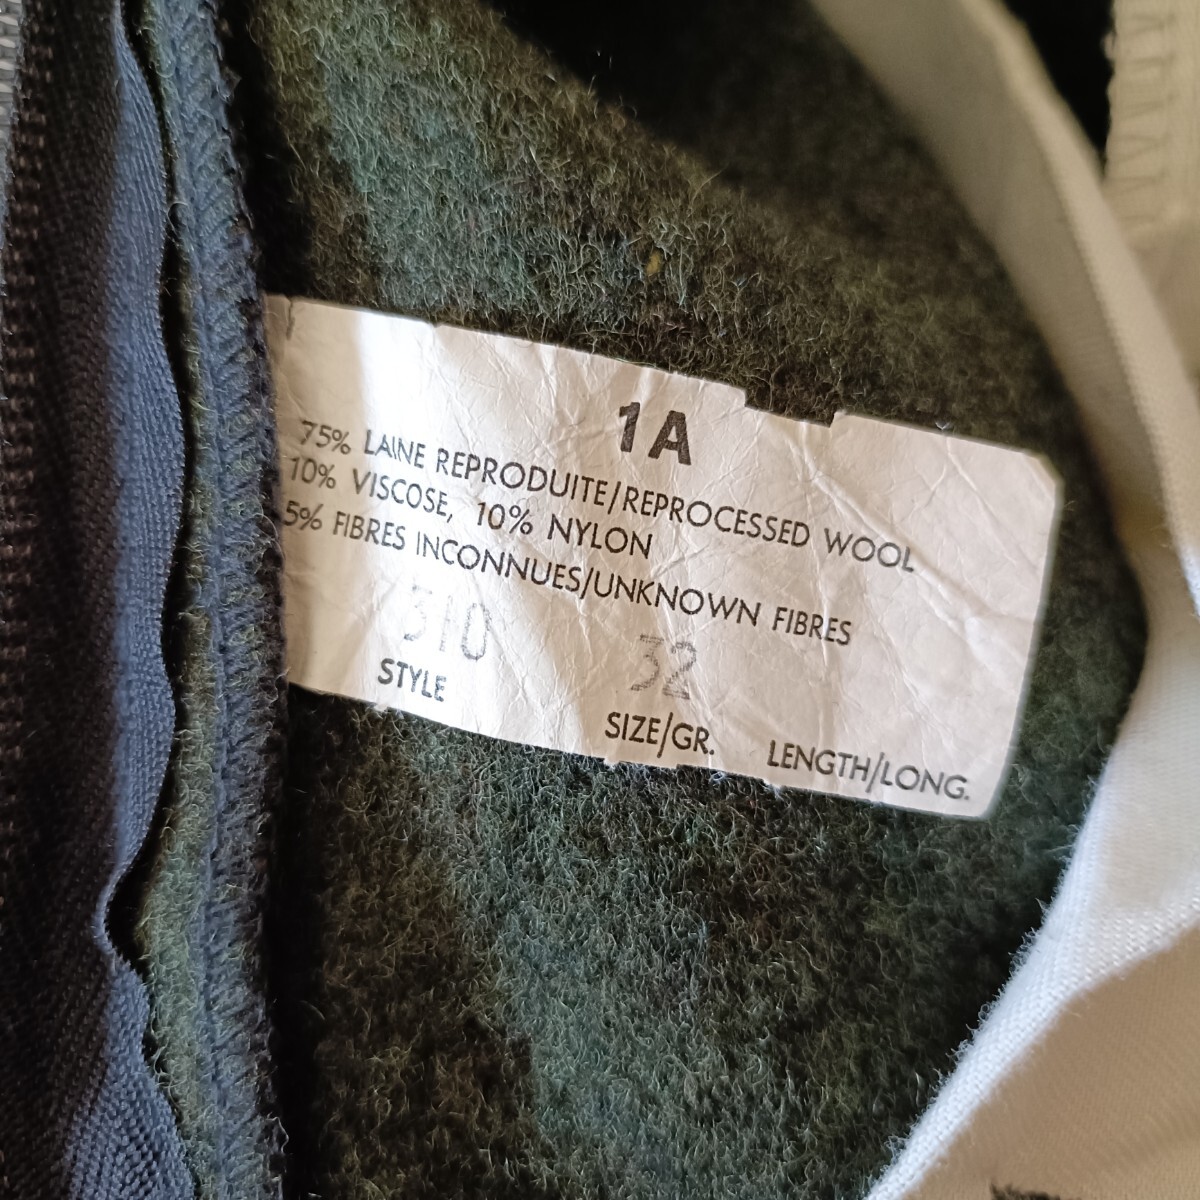 1A
75% LAINE REPRODUITE/REPROCESSED WOOL
10% VISCOSE, 10% NYLON
5% FIBRES INCONNUES/UNKNOWN FIBRES
310 32
STYLE SIZE/GR. LENGTH/LONG.